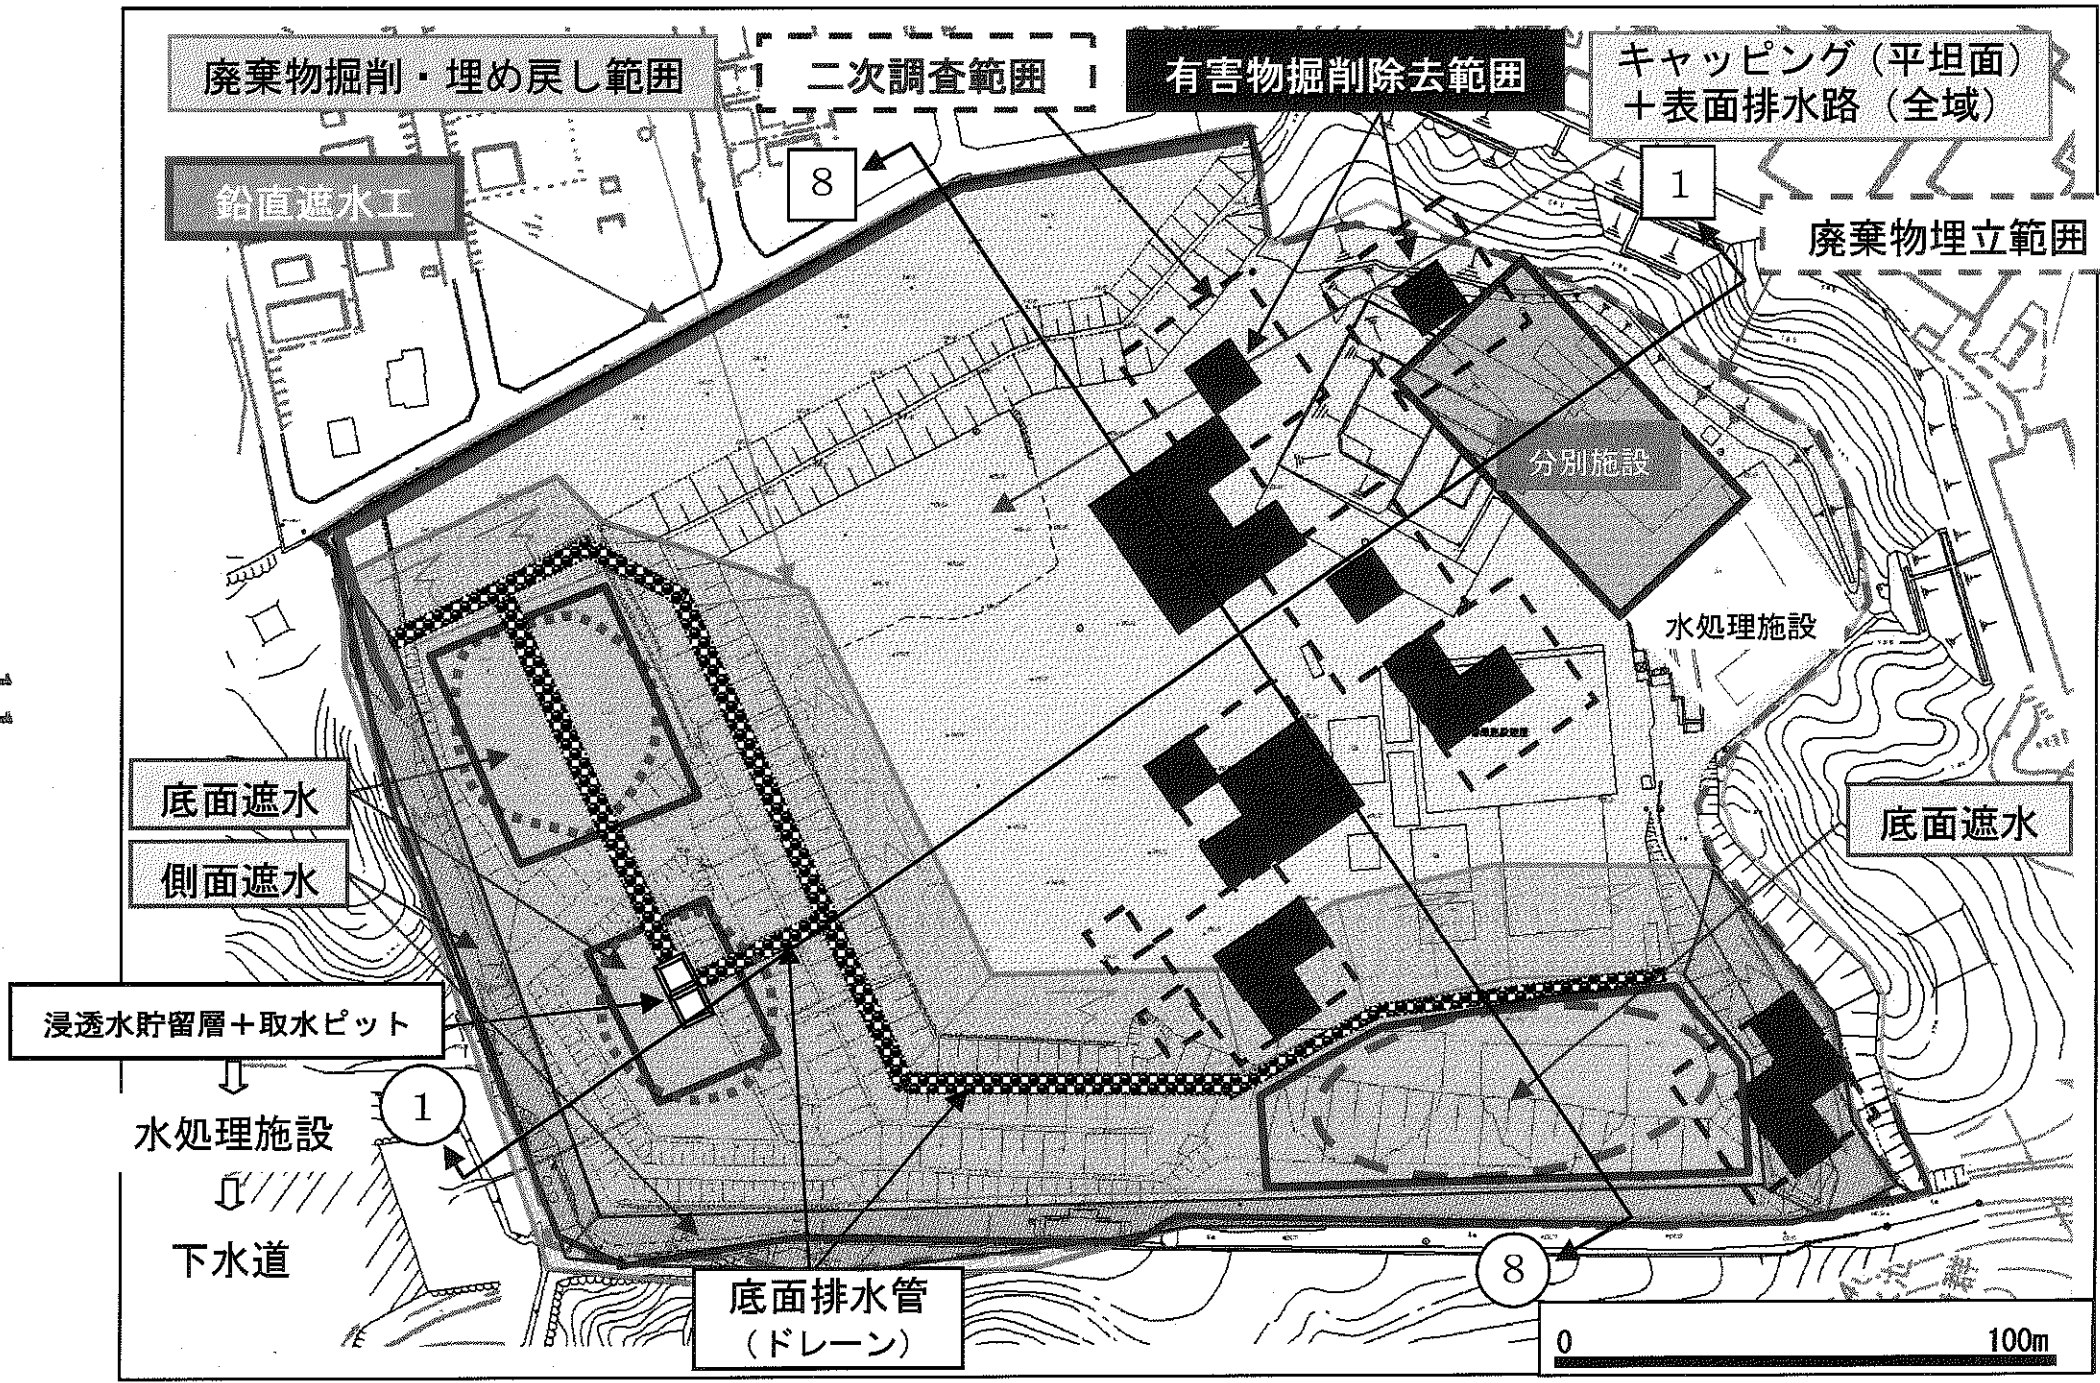 廃棄物掘削・埋め戻し範囲
二次調査範囲
有害物掘削除去範囲
キャッピング（平坦面）
＋表面排水路（全域）
鉛直遮水工
8
1
廃棄物埋立範囲
分別施設
水処理施設
底面遮水
側面遮水
底面遮水
浸透水貯留層＋取水ピット
1
水処理施設
下水道
底面排水管
（ドレーン）
8
0 100m
11